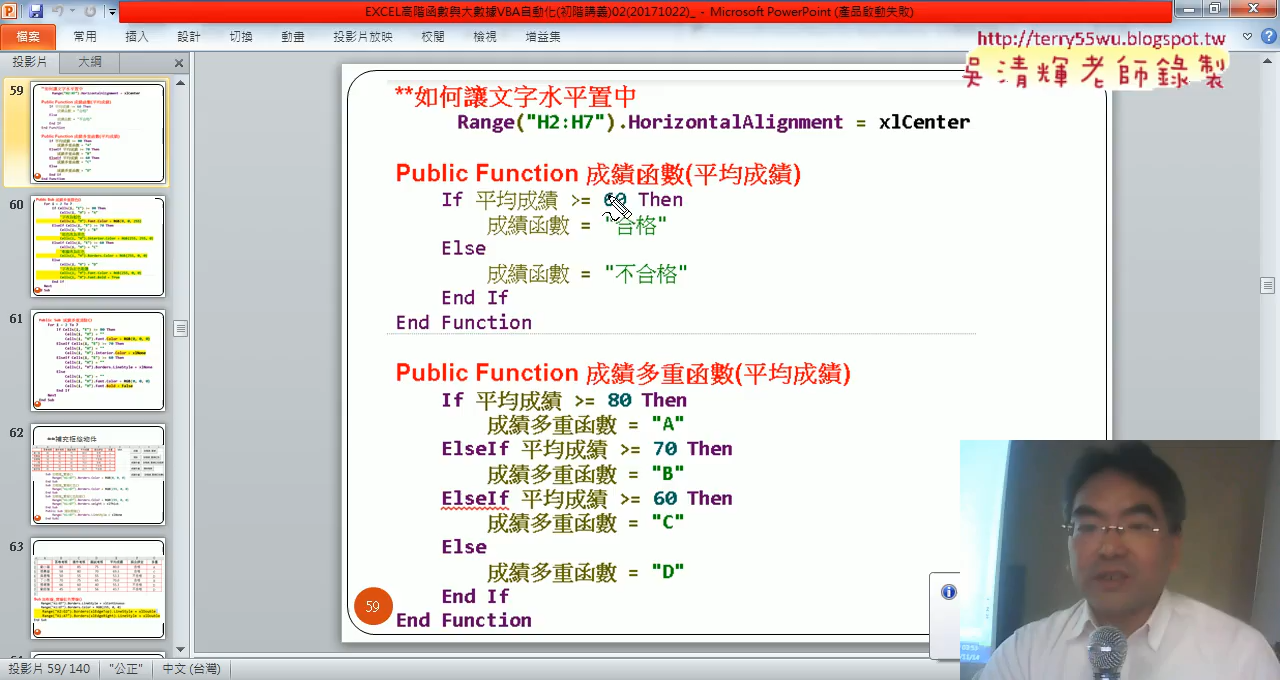 EXCEL高階函數與大數據VBA自動化(初階講義)02(20171022)_ - Microsoft PowerPoint (產品啟動失敗)
檔案 常用 插入 設計 切換 動畫 投影片放映 校閱 檢視 增益集
http://terry55wu.blogspot.tw
吳清輝老師錄製
投影片 大綱
59
60
61
62
**補充框線物件
63
**如何讓文字水平置中
Range("H2:H7").HorizontalAlignment = xlCenter
Public Function 成績函數(平均成績)
If 平均成績 >= 60 Then
成績函數 = "合格"
Else
成績函數 = "不合格"
End If
End Function
Public Function 成績多重函數(平均成績)
If 平均成績 >= 80 Then
成績多重函數 = "A"
ElseIf 平均成績 >= 70 Then
成績多重函數 = "B"
ElseIf 平均成績 >= 60 Then
成績多重函數 = "C"
Else
成績多重函數 = "D"
End If
End Function
59
投影片 59/140 "公正" 中文 (台灣)